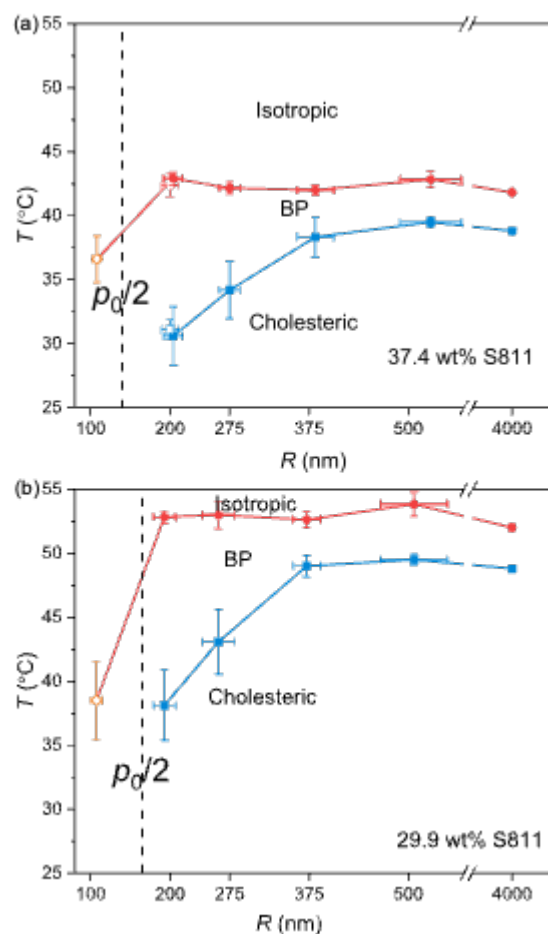 (a)
55
50
45
40
35
30
25
T (°C)
Isotropic
BP
p₀/2
Cholesteric
37.4 wt% S811
100 200 275 375 500 4000
R (nm)
(b)
55
50
45
40
35
30
25
T (°C)
Isotropic
BP
Cholesteric
p₀/2
29.9 wt% S811
100 200 275 375 500 4000
R (nm)